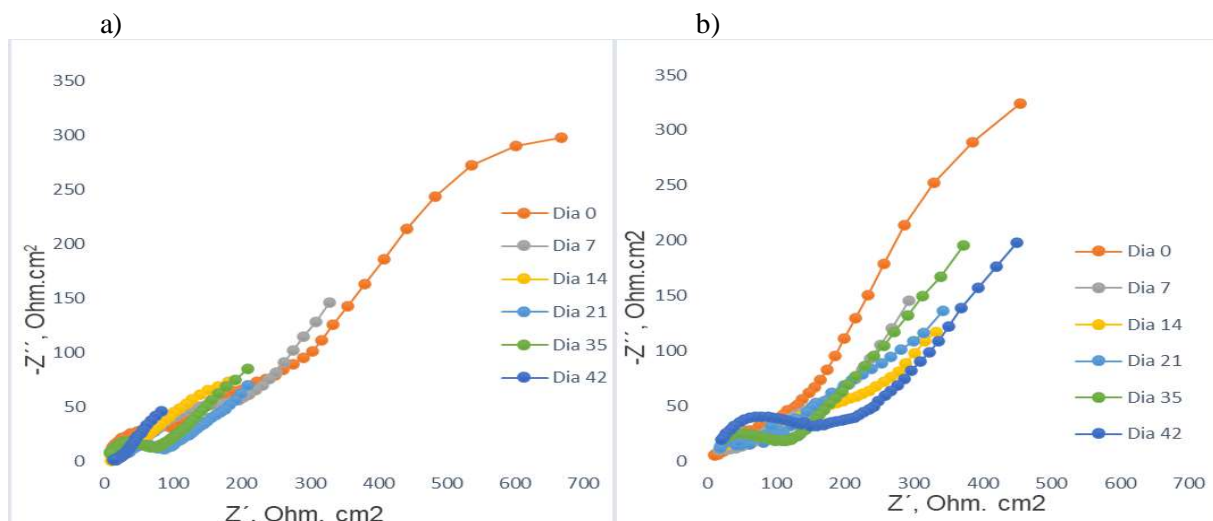 a)
350
300
250
200
150
100
50
0
-Z´´, Ohm.cm²
0 100 200 300 400 500 600 700
Z´, Ohm. cm2
Dia 0
Dia 7
Dia 14
Dia 21
Dia 35
Dia 42
b)
350
300
250
200
150
100
50
0
-Z´´, Ohm.cm2
0 100 200 300 400 500 600 700
Z´, Ohm. cm2
Dia 0
Dia 7
Dia 14
Dia 21
Dia 35
Dia 42